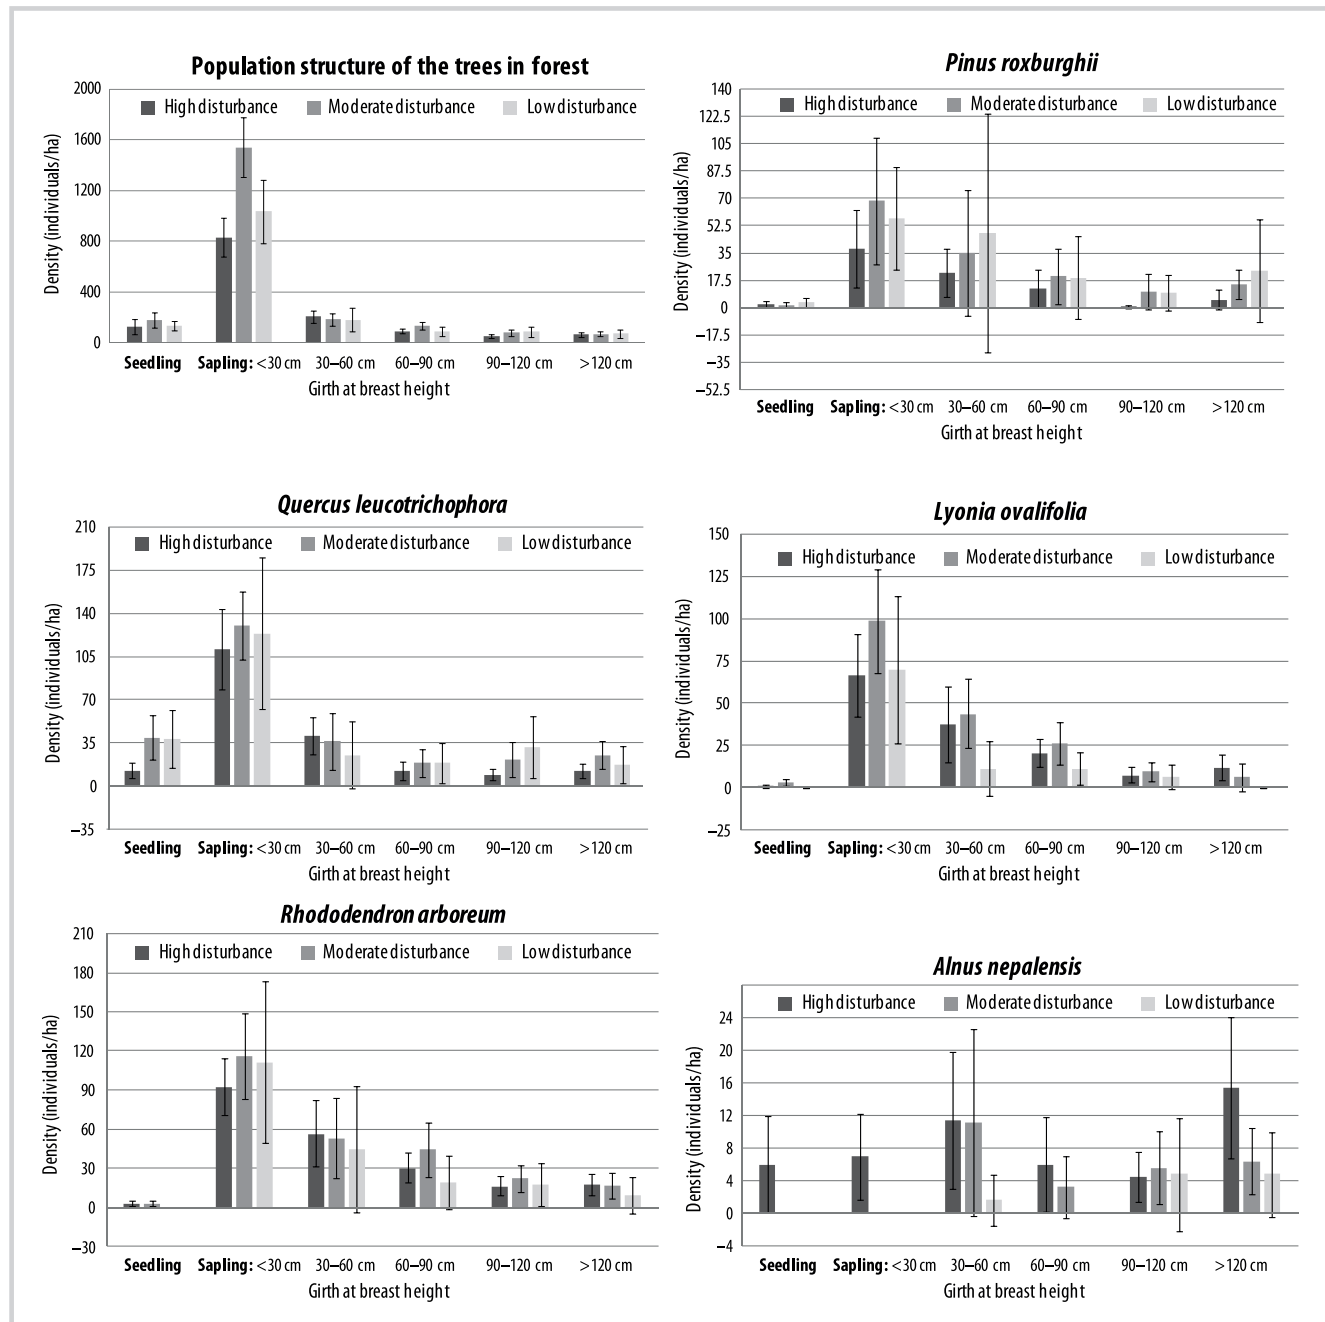 Population structure of the trees in forest
High disturbance Moderate disturbance Low disturbance
Density (individuals/ha)
2000
1600
1200
800
400
0
Seedling Sapling: <30 cm 30–60 cm 60–90 cm 90–120 cm >120 cm
Girth at breast height
Pinus roxburghii
High disturbance Moderate disturbance Low disturbance
Density (individuals/ha)
140
122.5
105
87.5
70
52.5
35
17.5
0
–17.5
–35
–52.5
Seedling Sapling: <30 cm 30–60 cm 60–90 cm 90–120 cm >120 cm
Girth at breast height
Quercus leucotrichophora
High disturbance Moderate disturbance Low disturbance
Density (individuals/ha)
210
175
140
105
70
35
0
–35
Seedling Sapling: <30 cm 30–60 cm 60–90 cm 90–120 cm >120 cm
Girth at breast height
Lyonia ovalifolia
High disturbance Moderate disturbance Low disturbance
Density (individuals/ha)
150
125
100
75
50
25
0
–25
Seedling Sapling: <30 cm 30–60 cm 60–90 cm 90–120 cm >120 cm
Girth at breast height
Rhododendron arboreum
High disturbance Moderate disturbance Low disturbance
Density (individuals/ha)
210
180
150
120
90
60
30
0
–30
Seedling Sapling: <30 cm 30–60 cm 60–90 cm 90–120 cm >120 cm
Girth at breast height
Alnus nepalensis
High disturbance Moderate disturbance Low disturbance
Density (individuals/ha)
24
20
16
12
8
4
0
–4
Seedling Sapling: <30 cm 30–60 cm 60–90 cm 90–120 cm >120 cm
Girth at breast height